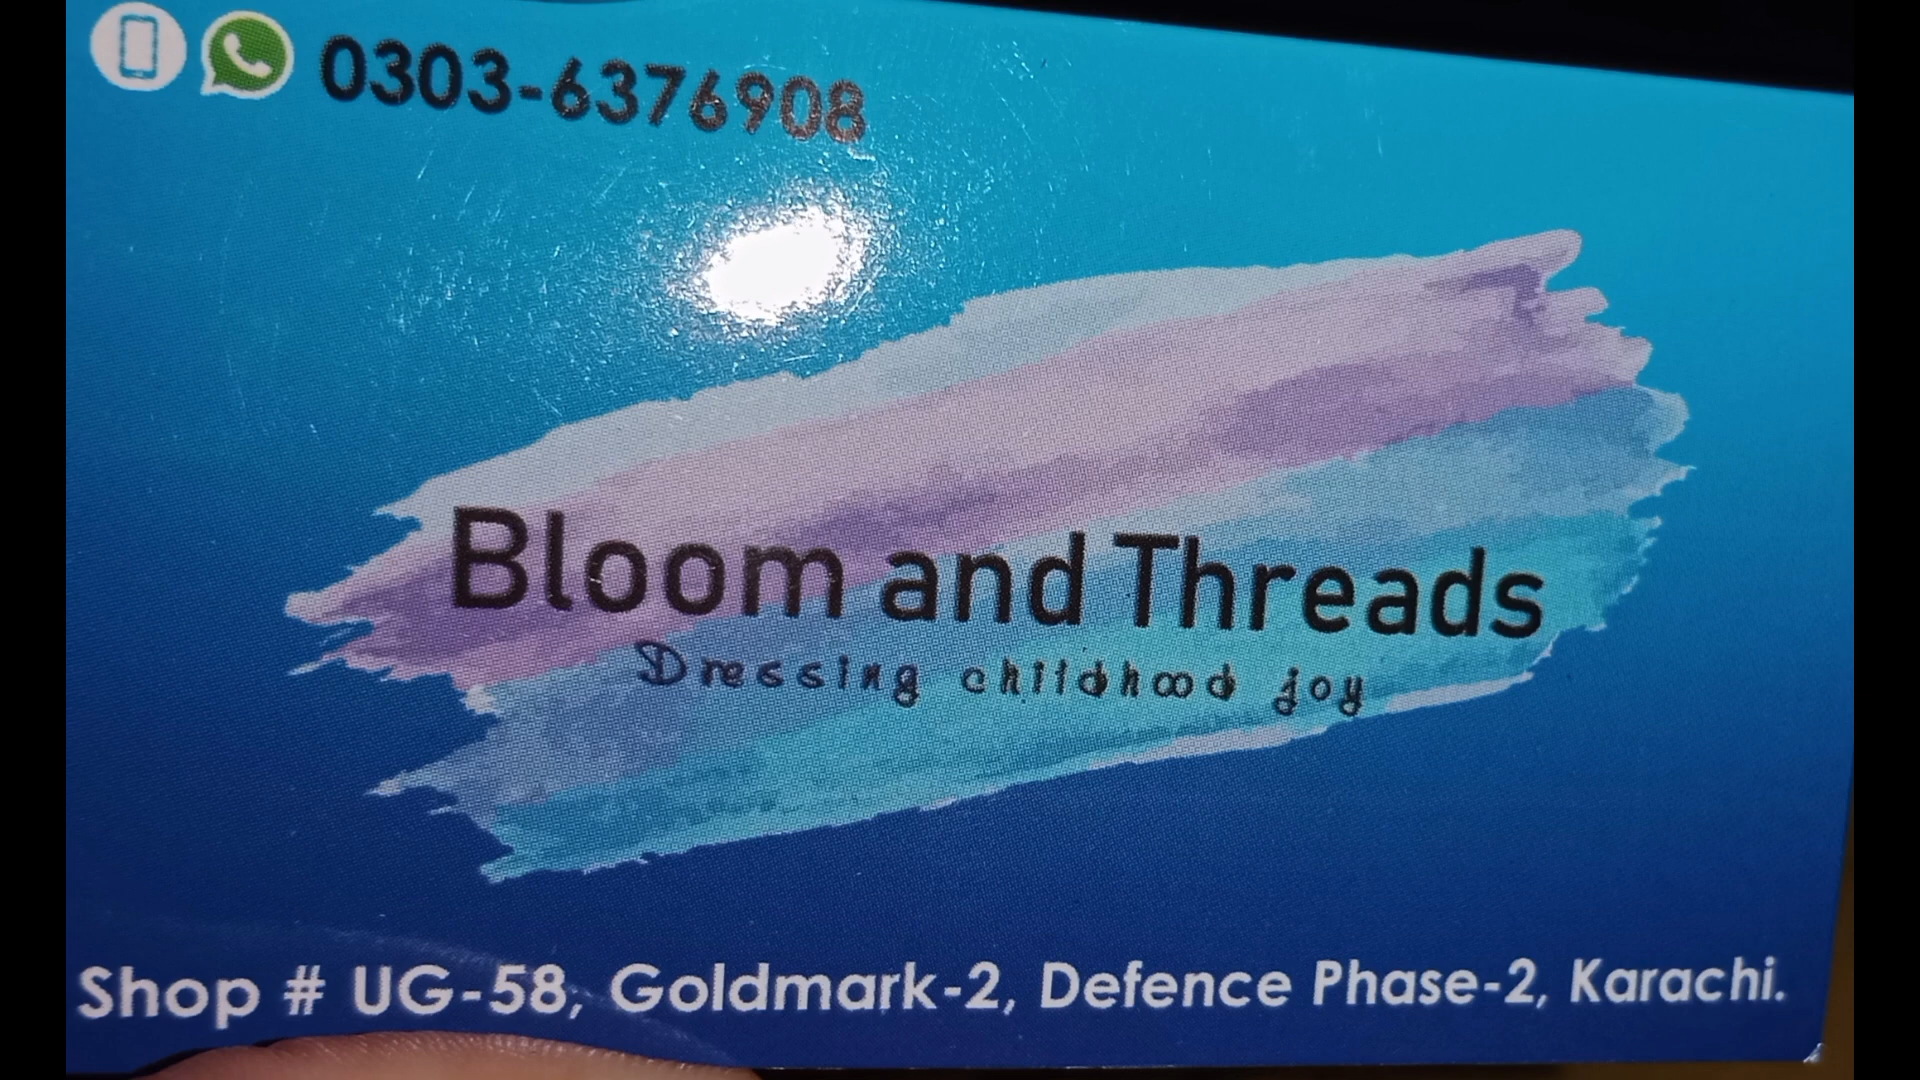 0303-6376908
Bloom and Threads
Dressing childhood joy
Shop # UG-58, Goldmark-2, Defence Phase-2, Karachi.